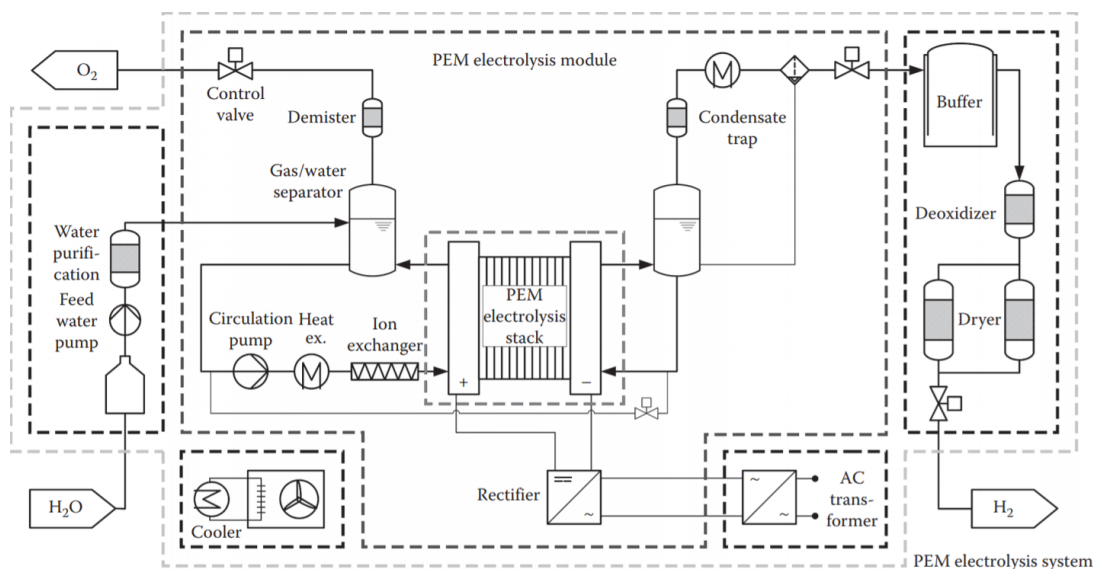 PEM electrolysis module
O₂
Control
valve
Demister
Condensate
trap
Buffer
Gas/water
separator
Deoxidizer
Water
purifi-
cation
Feed
water
pump
Circulation
pump
Heat
ex.
Ion
exchanger
PEM
electrolysis
stack
Dryer
M
M
+
−
H₂O
Cooler
Rectifier
=
~
~
~
AC
trans-
former
H₂
PEM electrolysis system